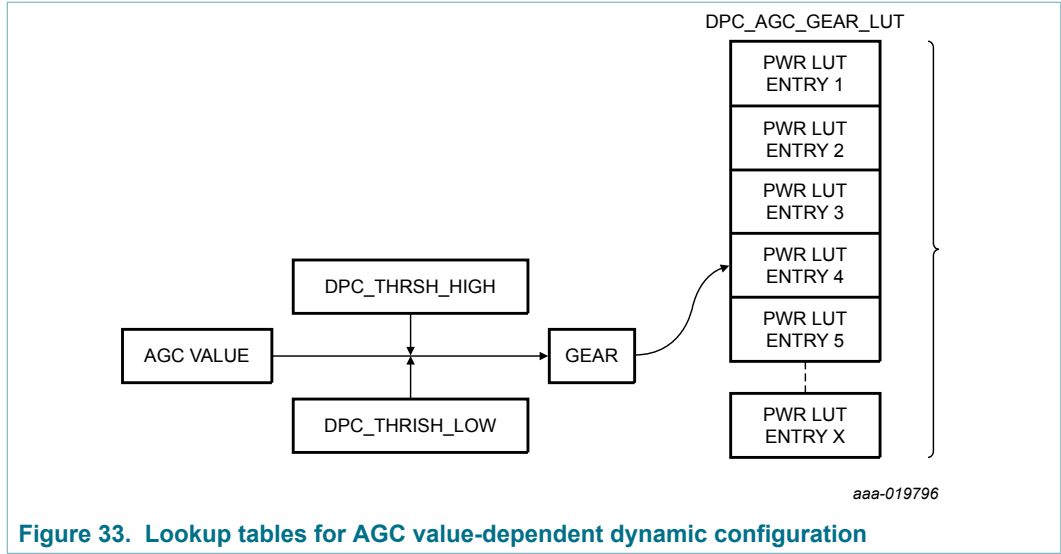 DPC_AGC_GEAR_LUT
PWR LUT
ENTRY 1
PWR LUT
ENTRY 2
PWR LUT
ENTRY 3
PWR LUT
ENTRY 4
PWR LUT
ENTRY 5
PWR LUT
ENTRY X
DPC_THRSH_HIGH
AGC VALUE
GEAR
DPC_THRISH_LOW
aaa-019796
Figure 33. Lookup tables for AGC value-dependent dynamic configuration